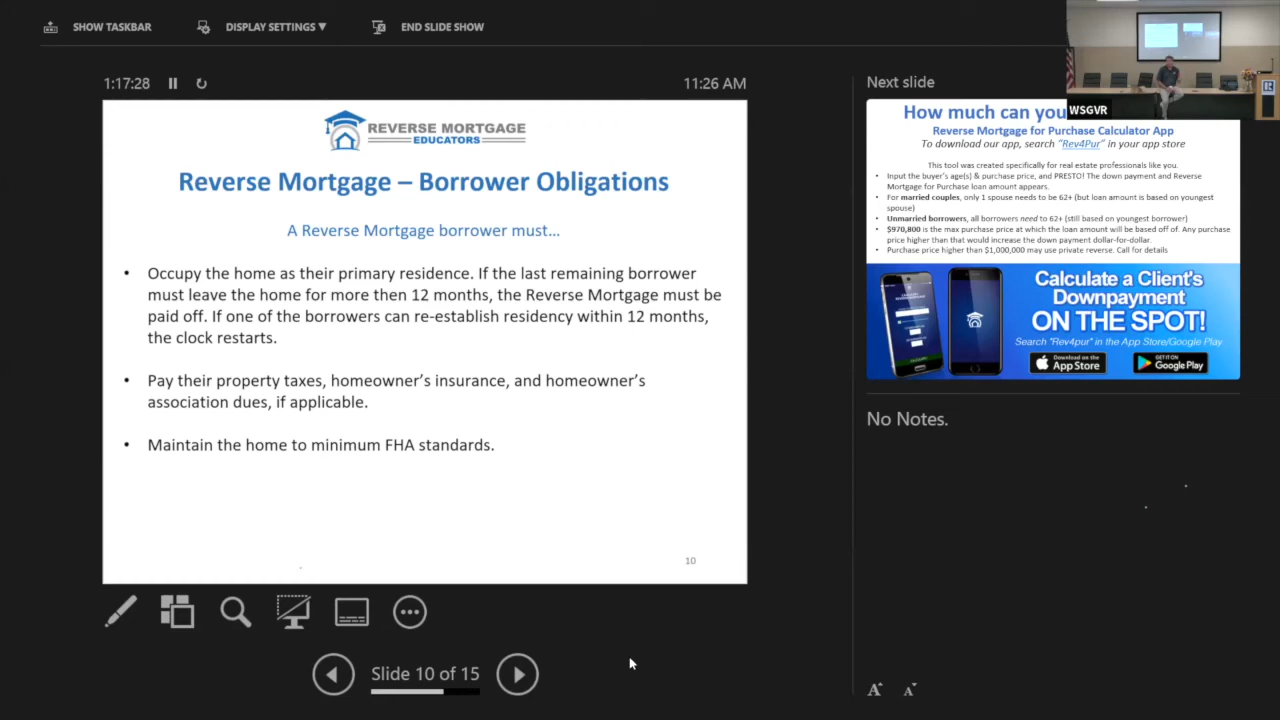 SHOW TASKBAR
DISPLAY SETTINGS ▼
END SLIDE SHOW
1:17:28
11:26 AM
REVERSE MORTGAGE
EDUCATORS
Reverse Mortgage – Borrower Obligations
A Reverse Mortgage borrower must…
• Occupy the home as their primary residence. If the last remaining borrower
must leave the home for more then 12 months, the Reverse Mortgage must be
paid off. If one of the borrowers can re-establish residency within 12 months,
the clock restarts.
• Pay their property taxes, homeowner’s insurance, and homeowner’s
association dues, if applicable.
• Maintain the home to minimum FHA standards.
10
Slide 10 of 15
Next slide
WSGVR
How much can you
Reverse Mortgage for Purchase Calculator App
To download our app, search “Rev4Pur” in your app store
This tool was created specifically for real estate professionals like you.
• Input the buyer’s age(s) & purchase price, and PRESTO! The down payment and Reverse
Mortgage for Purchase loan amount appears.
• For married couples, only 1 spouse needs to be 62+ (but loan amount is based on youngest
spouse)
• Unmarried borrowers, all borrowers need to 62+ (still based on youngest borrower)
• $970,800 is the max purchase price at which the loan amount will be based off of. Any purchase
price higher than that would increase the down payment dollar-for-dollar.
• Purchase price higher than $1,000,000 may use private reverse. Call for details
Calculate a Client’s
Downpayment
ON THE SPOT!
Search "Rev4pur" in the App Store/Google Play
Download on the
App Store
GET IT ON
Google Play
No Notes.
A A